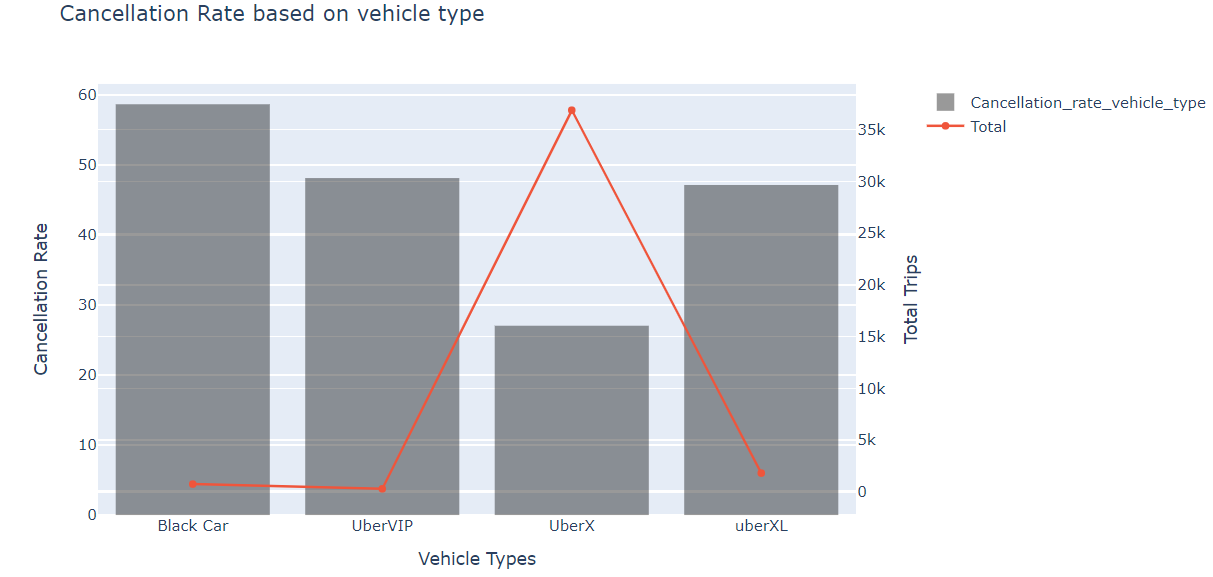 Cancellation Rate based on vehicle type
60
50
40
30
20
10
0
Cancellation Rate
35k
30k
25k
20k
15k
10k
5k
0
Total Trips
Black Car
UberVIP
UberX
uberXL
Vehicle Types
Cancellation_rate_vehicle_type
Total